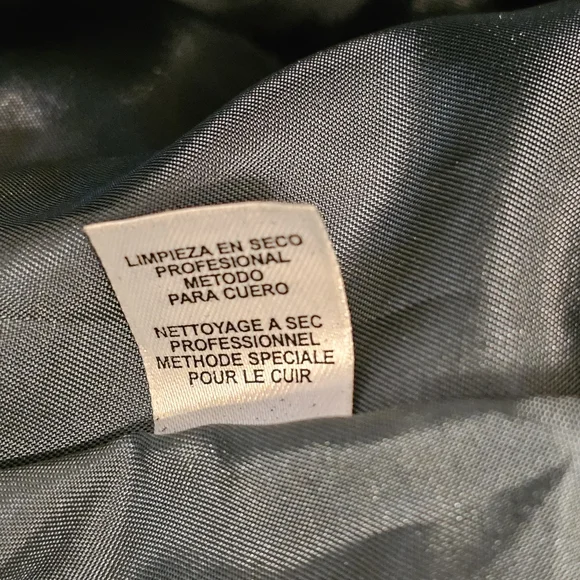 LIMPIEZA EN SECO
PROFESIONAL
METODO
PARA CUERO
NETTOYAGE A SEC
PROFESSIONNEL
METHODE SPECIALE
POUR LE CUIR